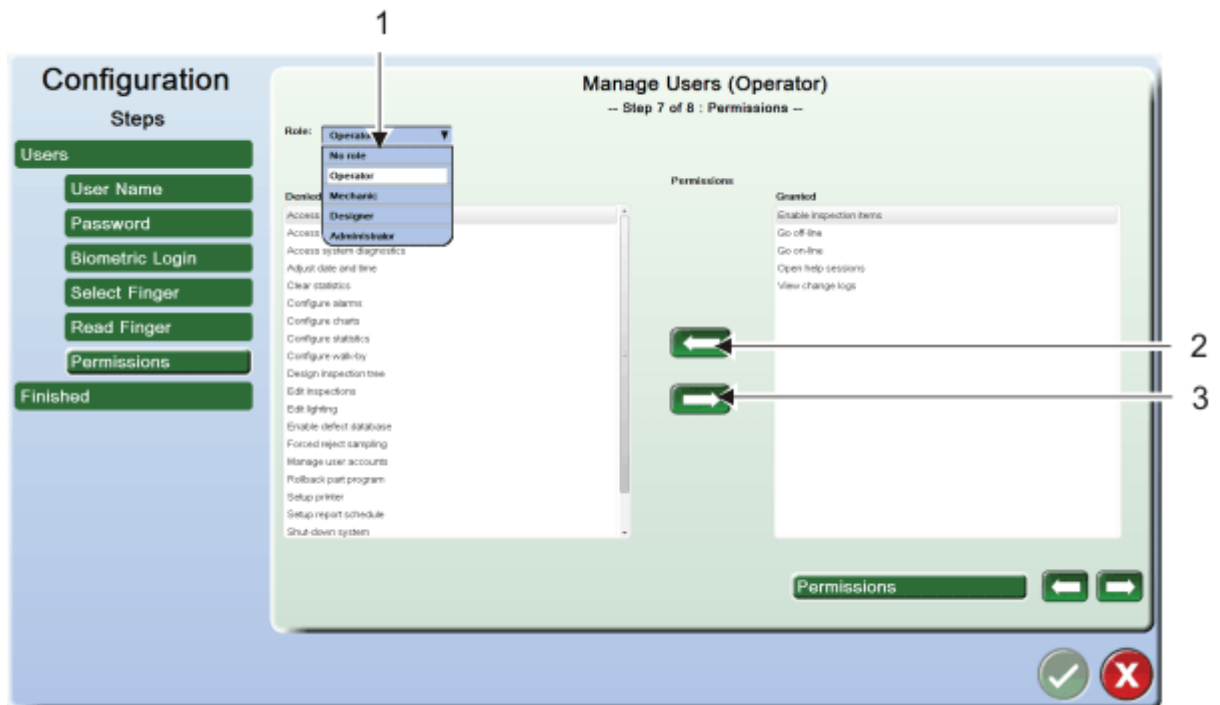 1
Configuration
Steps
Users
User Name
Password
Biometric Login
Select Finger
Read Finger
Permissions
Finished
Manage Users (Operator)
-- Step 7 of 8 : Permissions --
Role:
Operator
No role
Operator
Mechanic
Designer
Administrator
Permissions
Denied
Access
Access
Access system diagnostics
Adjust date and time
Clear statistics
Configure alarms
Configure charts
Configure statistics
Configure walk-by
Design inspection tree
Edit inspections
Edit lighting
Enable defect database
Forced reject sampling
Manage user accounts
Rollback part program
Setup printer
Setup report schedule
Shut-down system
Granted
Enable inspection items
Go off-line
Go on-line
Open help sessions
View change logs
2
3
Permissions
X